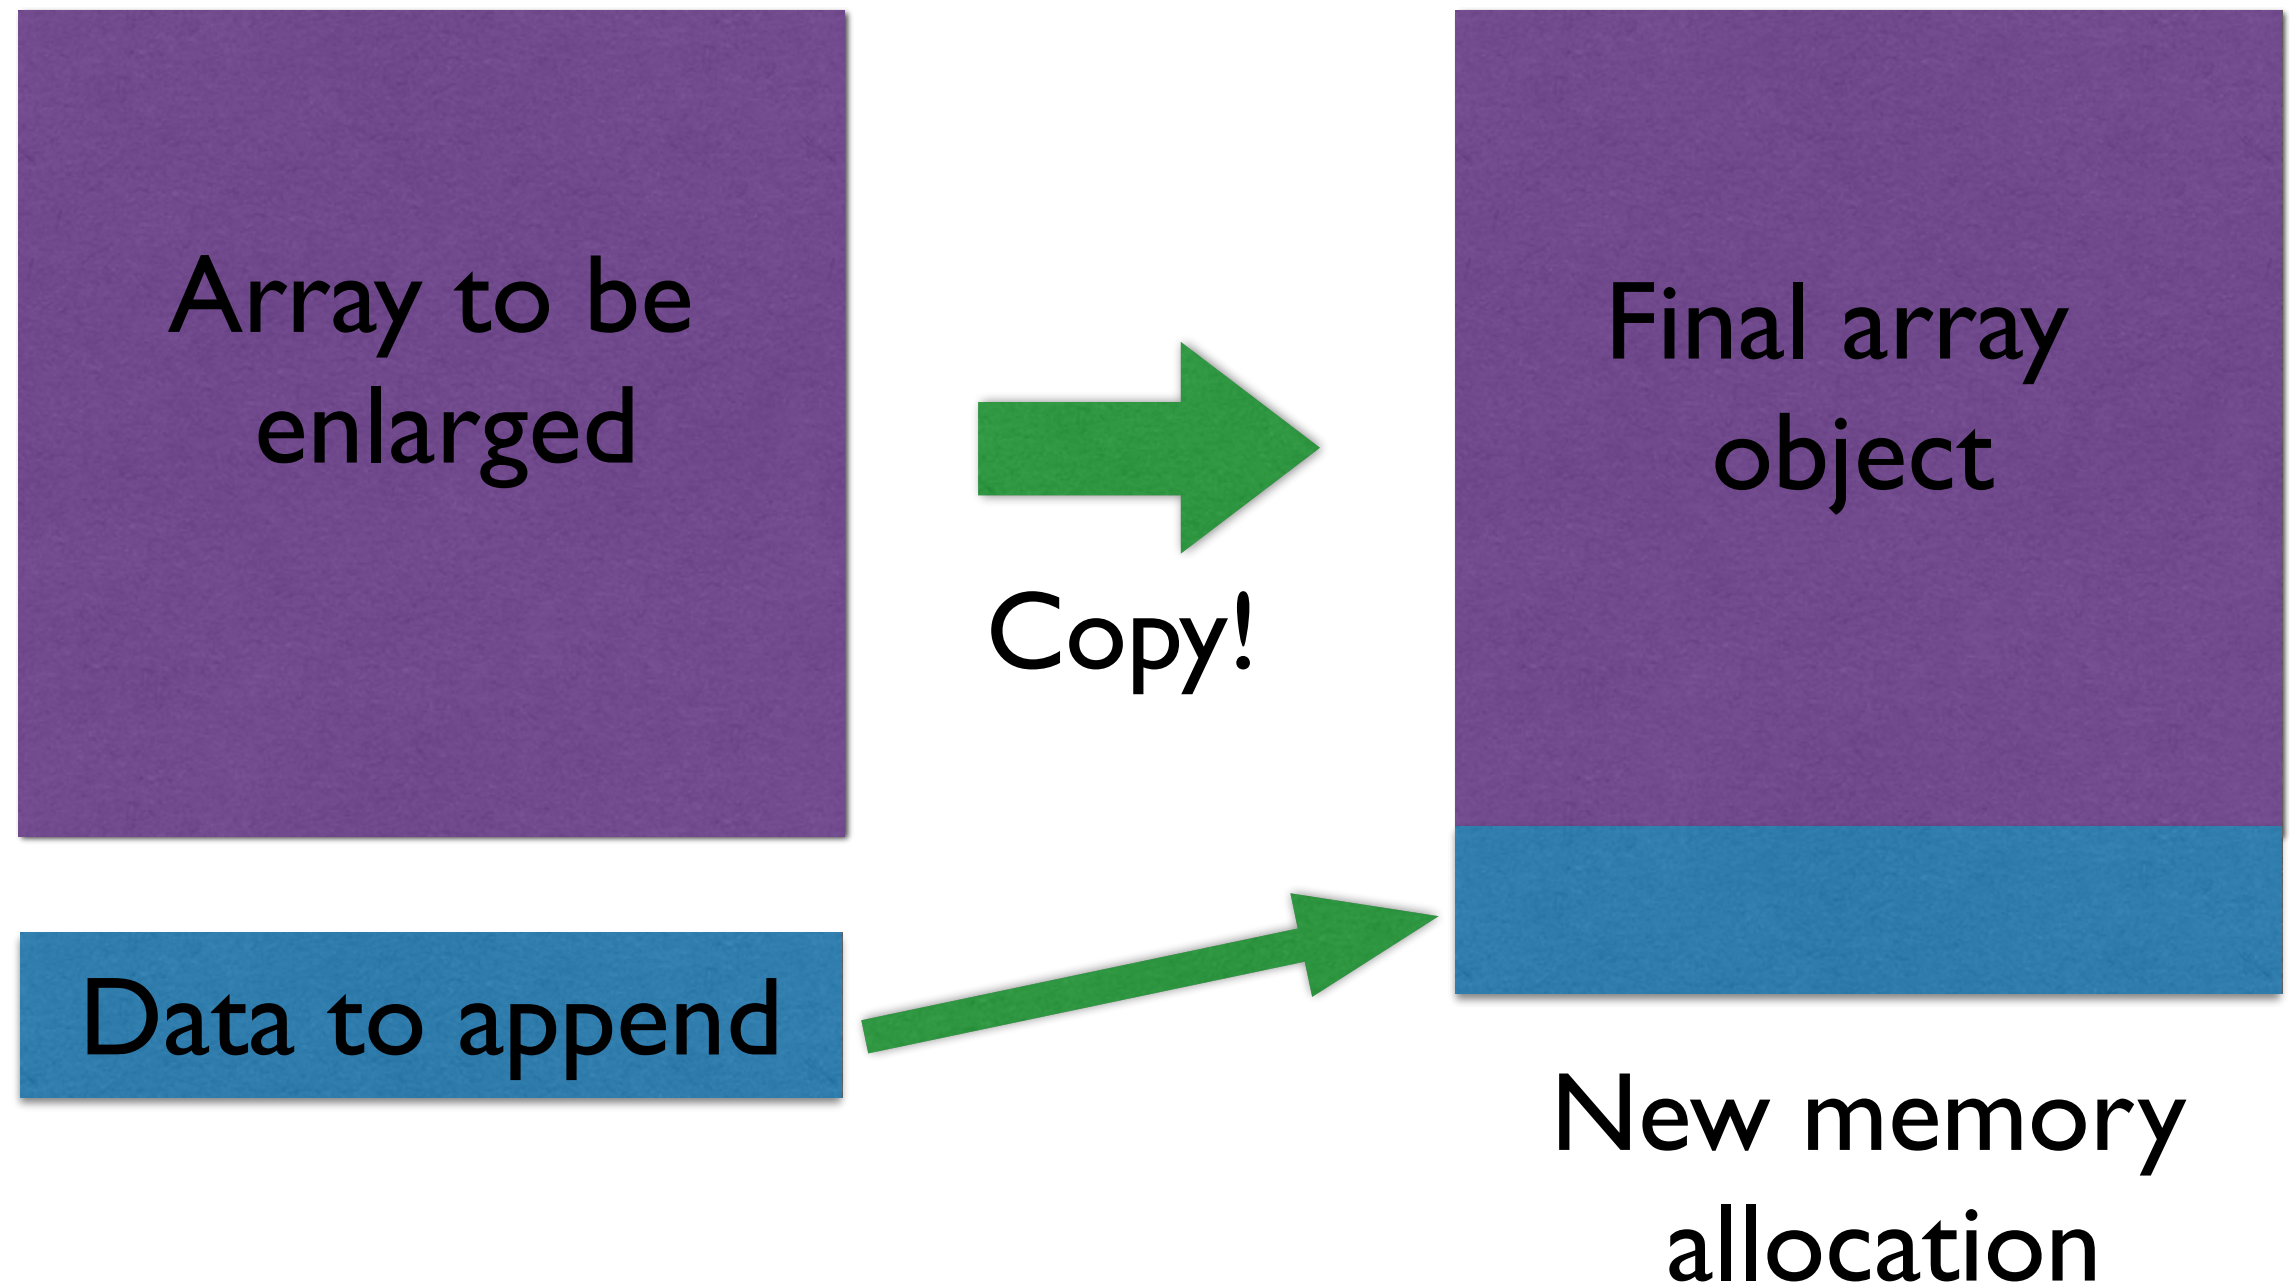 Array to be
enlarged
Copy!
Data to append
Final array
object
New memory
allocation